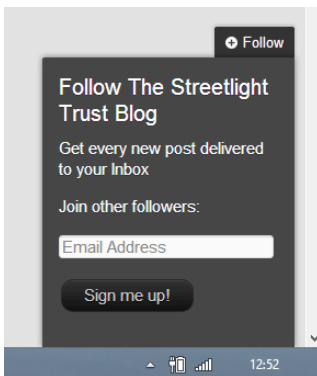 Follow
Follow The Streetlight
Trust Blog
Get every new post delivered
to your Inbox
Join other followers:
Email Address
Sign me up!
12:52